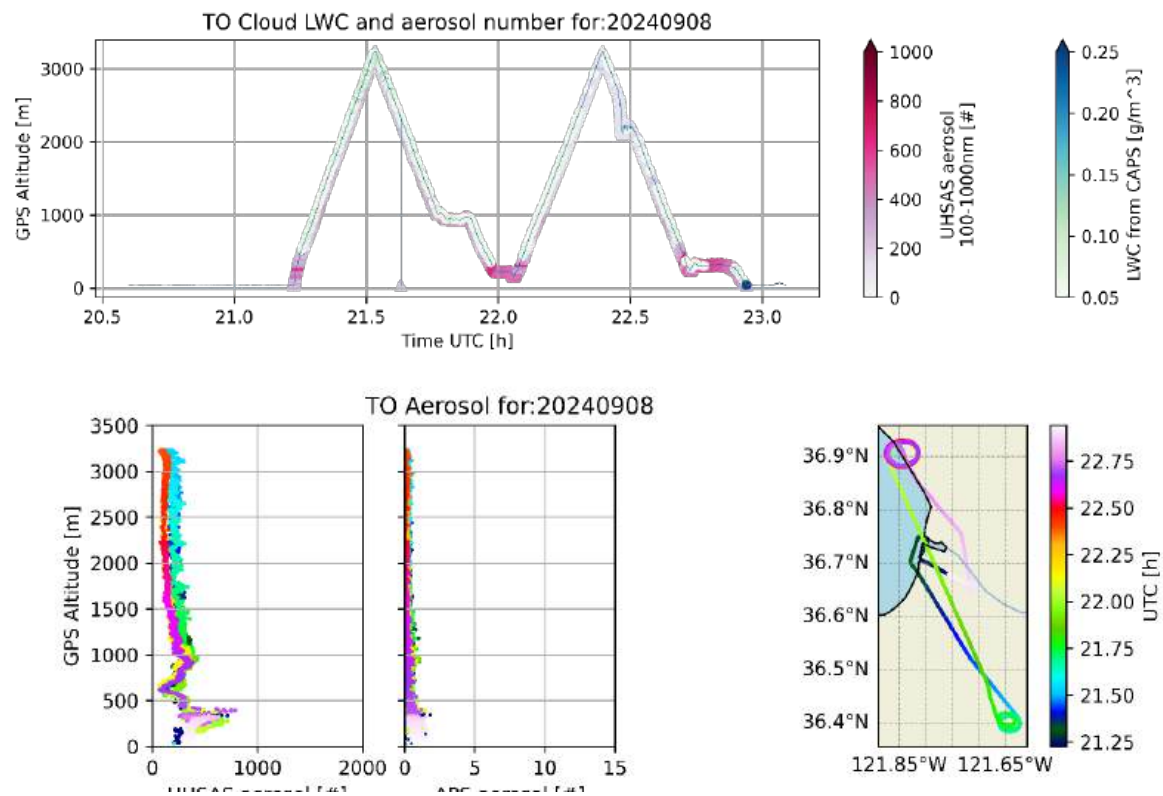 TO Cloud LWC and aerosol number for:20240908
3000
2000
1000
0
GPS Altitude [m]
20.5 21.0 21.5 22.0 22.5 23.0
Time UTC [h]
1000
800
600
400
200
0
UHSAS aerosol
100-1000nm [#]
0.25
0.20
0.15
0.10
0.05
LWC from CAPS [g/m^3]
TO Aerosol for:20240908
3500
3000
2500
2000
1500
1000
500
0
GPS Altitude [m]
0 1000 2000
UHSAS aerosol [#]
0 5 10 15
APS aerosol [#]
36.9°N
36.8°N
36.7°N
36.6°N
36.5°N
36.4°N
121.85°W 121.65°W
22.75
22.50
22.25
22.00
21.75
21.50
21.25
UTC [h]